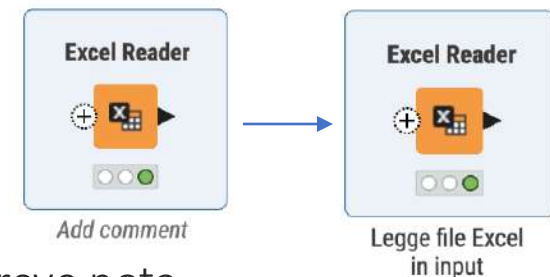 Excel Reader
Excel Reader
Add comment
Legge file Excel
in input